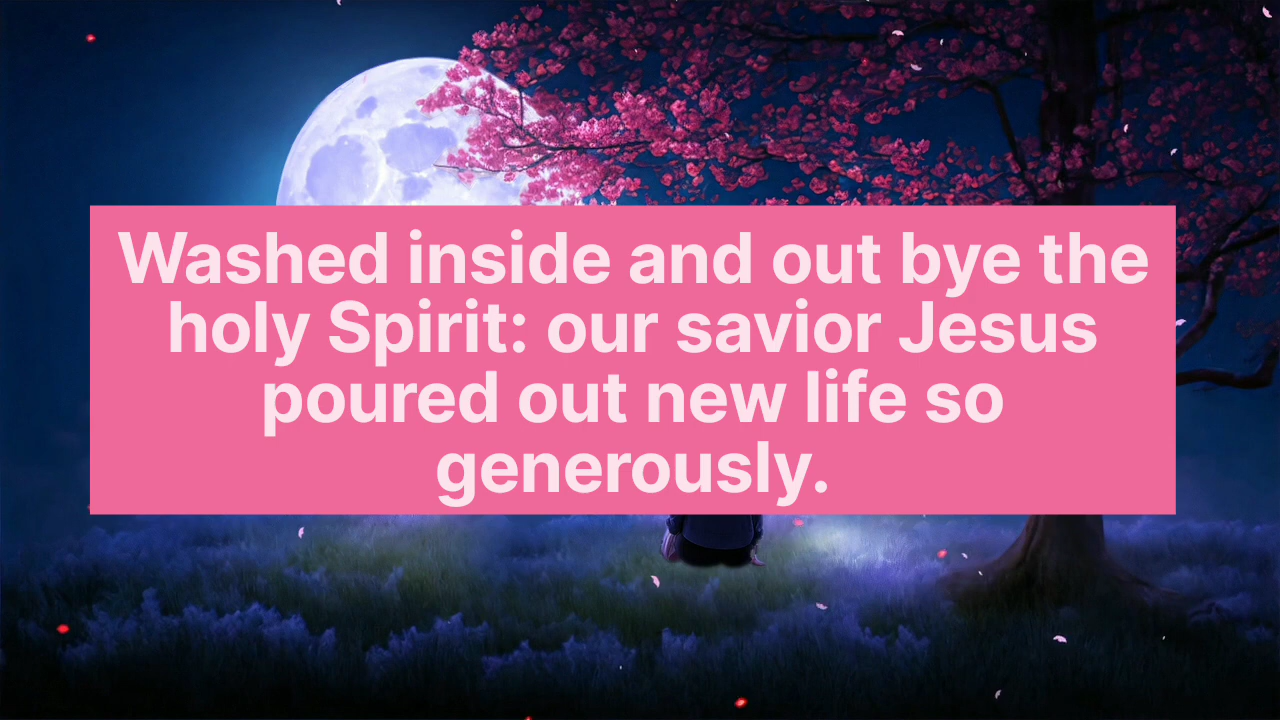 Washed inside and out bye the
holy Spirit: our savior Jesus
poured out new life so
generously.